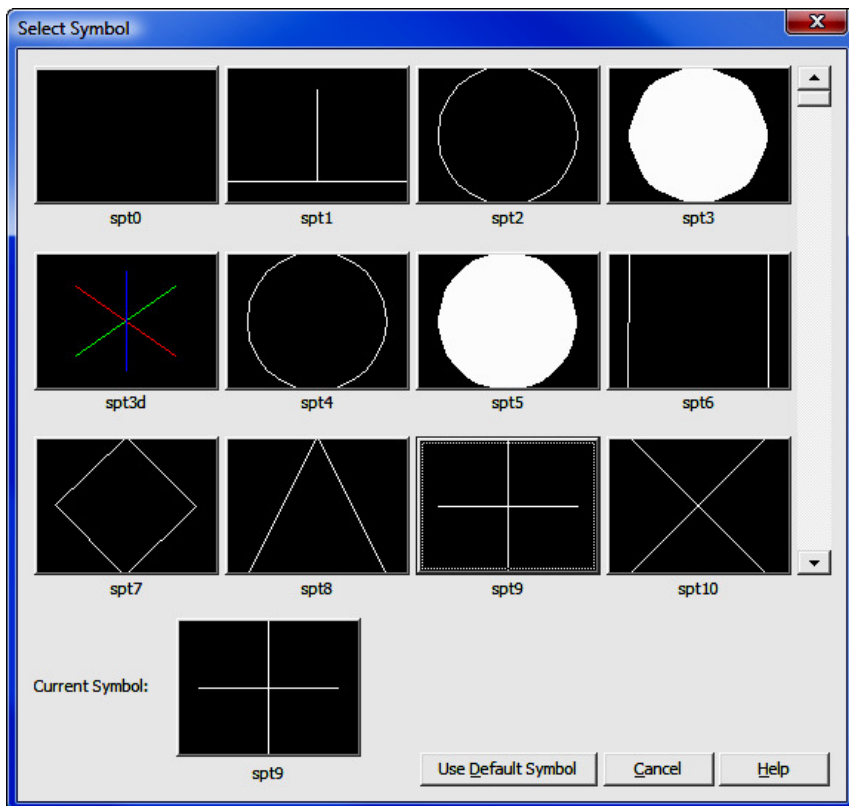 Select Symbol
spt0 spt1 spt2 spt3
spt3d spt4 spt5 spt6
spt7 spt8 spt9 spt10
Current Symbol:
spt9
Use Default Symbol Cancel Help